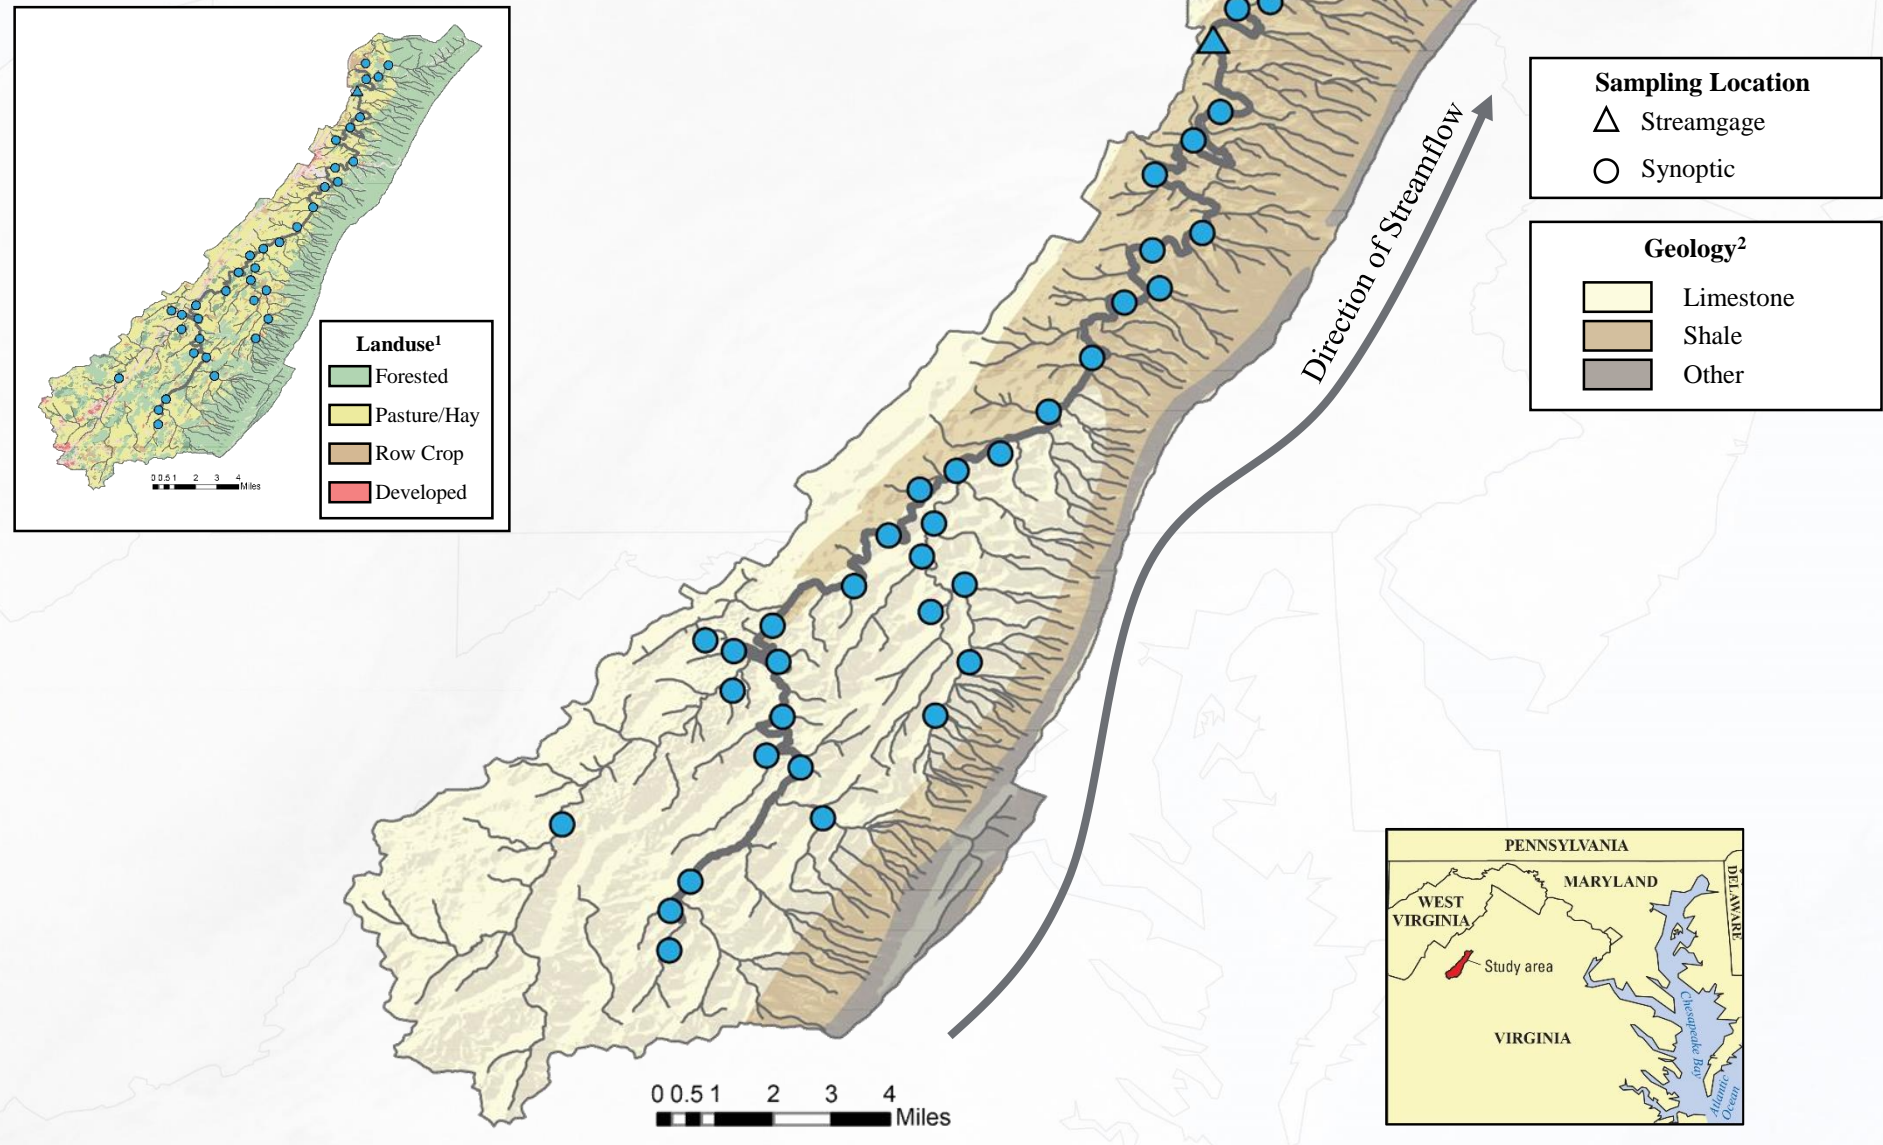 Landuse¹
Forested
Pasture/Hay
Row Crop
Developed
0 0.5 1 2 3 4 Miles
Direction of Streamflow
Sampling Location
Streamgage
Synoptic
Geology²
Limestone
Shale
Other
0 0.5 1 2 3 4
Miles
PENNSYLVANIA
MARYLAND
DELAWARE
WEST
VIRGINIA
Study area
VIRGINIA
Chesapeake Bay
Atlantic
Ocean